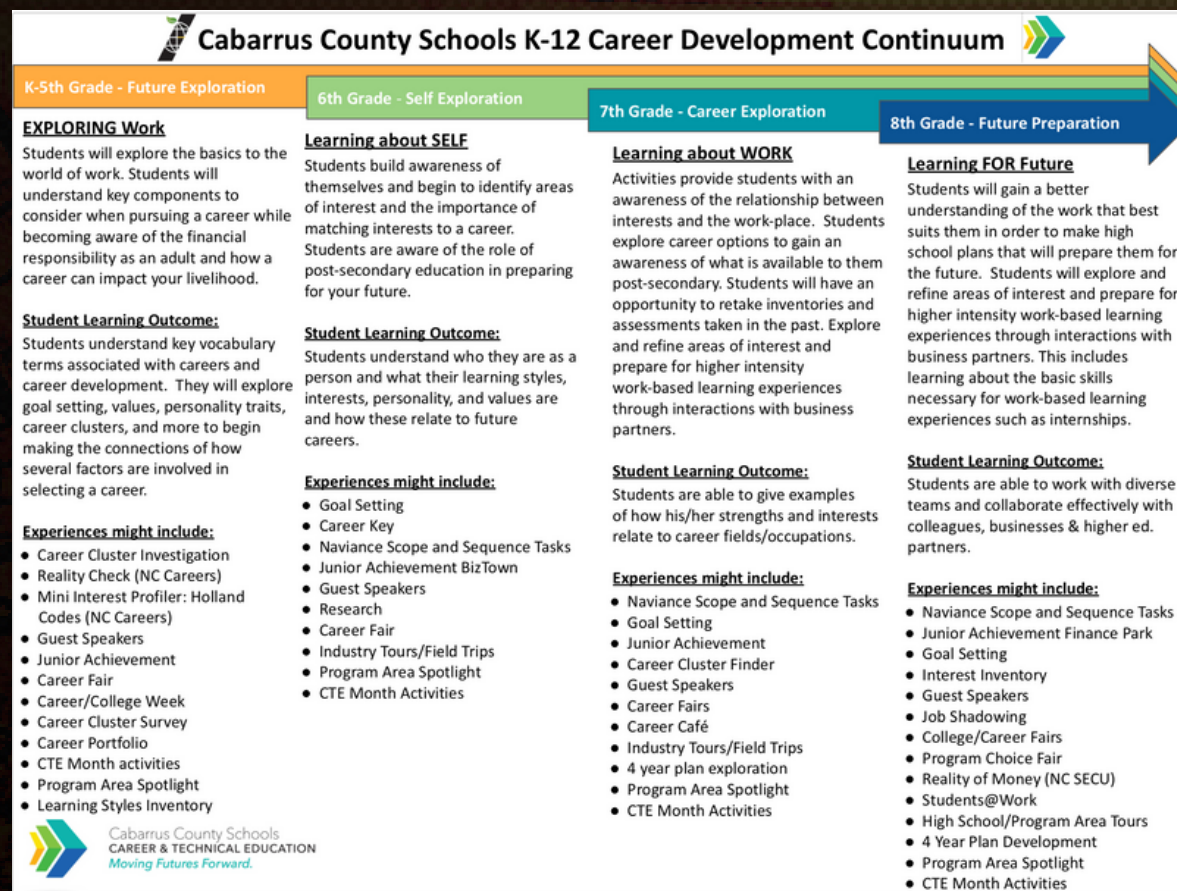 Cabarrus County Schools K-12 Career Development Continuum
K-5th Grade - Future Exploration
6th Grade - Self Exploration
7th Grade - Career Exploration
8th Grade - Future Preparation
EXPLORING Work
Students will explore the basics to the
world of work. Students will
understand key components to
consider when pursuing a career while
becoming aware of the financial
responsibility as an adult and how a
career can impact your livelihood.
Student Learning Outcome:
Students understand key vocabulary
terms associated with careers and
career development. They will explore
goal setting, values, personality traits,
career clusters, and more to begin
making the connections of how
several factors are involved in
selecting a career.
Experiences might include:
● Career Cluster Investigation
● Reality Check (NC Careers)
● Mini Interest Profiler: Holland
Codes (NC Careers)
● Guest Speakers
● Junior Achievement
● Career Fair
● Career/College Week
● Career Cluster Survey
● Career Portfolio
● CTE Month activities
● Program Area Spotlight
● Learning Styles Inventory
Learning about SELF
Students build awareness of
themselves and begin to identify areas
of interest and the importance of
matching interests to a career.
Students are aware of the role of
post-secondary education in preparing
for your future.
Student Learning Outcome:
Students understand who they are as a
person and what their learning styles,
interests, personality, and values are
and how these relate to future
careers.
Experiences might include:
● Goal Setting
● Career Key
● Naviance Scope and Sequence Tasks
● Junior Achievement BizTown
● Guest Speakers
● Research
● Career Fair
● Industry Tours/Field Trips
● Program Area Spotlight
● CTE Month Activities
Learning about WORK
Activities provide students with an
awareness of the relationship between
interests and the work-place. Students
explore career options to gain an
awareness of what is available to them
post-secondary. Students will have an
opportunity to retake inventories and
assessments taken in the past. Explore
and refine areas of interest and
prepare for higher intensity
work-based learning experiences
through interactions with business
partners.
Student Learning Outcome:
Students are able to give examples
of how his/her strengths and interests
relate to career fields/occupations.
Experiences might include:
● Naviance Scope and Sequence Tasks
● Goal Setting
● Junior Achievement
● Career Cluster Finder
● Guest Speakers
● Career Fairs
● Career Café
● Industry Tours/Field Trips
● 4 year plan exploration
● Program Area Spotlight
● CTE Month Activities
Learning FOR Future
Students will gain a better
understanding of the work that best
suits them in order to make high
school plans that will prepare them for
the future. Students will explore and
refine areas of interest and prepare for
higher intensity work-based learning
experiences through interactions with
business partners. This includes
learning about the basic skills
necessary for work-based learning
experiences such as internships.
Student Learning Outcome:
Students are able to work with diverse
teams and collaborate effectively with
colleagues, businesses & higher ed.
partners.
Experiences might include:
● Naviance Scope and Sequence Tasks
● Junior Achievement Finance Park
● Goal Setting
● Interest Inventory
● Guest Speakers
● Job Shadowing
● College/Career Fairs
● Program Choice Fair
● Reality of Money (NC SECU)
● Students@Work
● High School/Program Area Tours
● 4 Year Plan Development
● Program Area Spotlight
● CTE Month Activities
Cabarrus County Schools
CAREER & TECHNICAL EDUCATION
Moving Futures Forward.